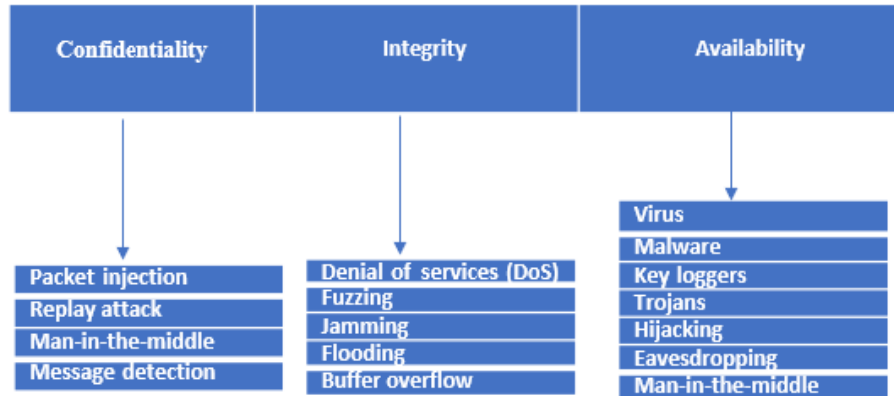 Confidentiality
Integrity
Availability
Packet injection
Replay attack
Man-in-the-middle
Message detection
Denial of services (DoS)
Fuzzing
Jamming
Flooding
Buffer overflow
Virus
Malware
Key loggers
Trojans
Hijacking
Eavesdropping
Man-in-the-middle